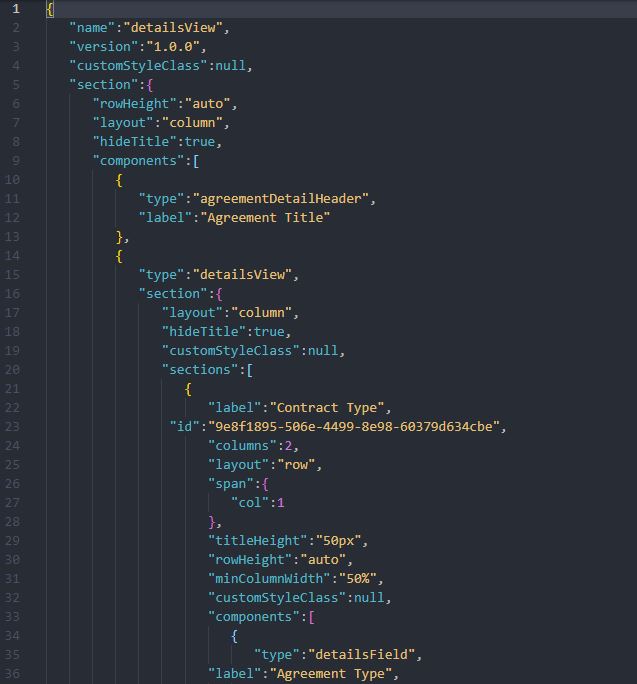 1 {
2 "name":"detailsView",
3 "version":"1.0.0",
4 "customStyleClass":null,
5 "section":{
6 "rowHeight":"auto",
7 "layout":"column",
8 "hideTitle":true,
9 "components":[
10 {
11 "type":"agreementDetailHeader",
12 "label":"Agreement Title"
13 },
14 {
15 "type":"detailsView",
16 "section":{
17 "layout":"column",
18 "hideTitle":true,
19 "customStyleClass":null,
20 "sections":[
21 {
22 "label":"Contract Type",
23 "id":"9e8f1895-506e-4499-8e98-60379d634cbe",
24 "columns":2,
25 "layout":"row",
26 "span":{
27 "col":1
28 },
29 "titleHeight":"50px",
30 "rowHeight":"auto",
31 "minColumnWidth":"50%",
32 "customStyleClass":null,
33 "components":[
34 {
35 "type":"detailsField",
36 "label":"Agreement Type",